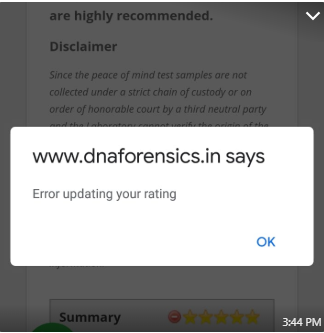 are highly recommended.
Disclaimer
Since the peace of mind test samples are not
collected under a strict chain of custody or on
order of honorable court by a third neutral party
and the Laboratory cannot verify the origin of the
www.dnaforensics.in says
Error updating your rating
OK
Summary
3:44 PM